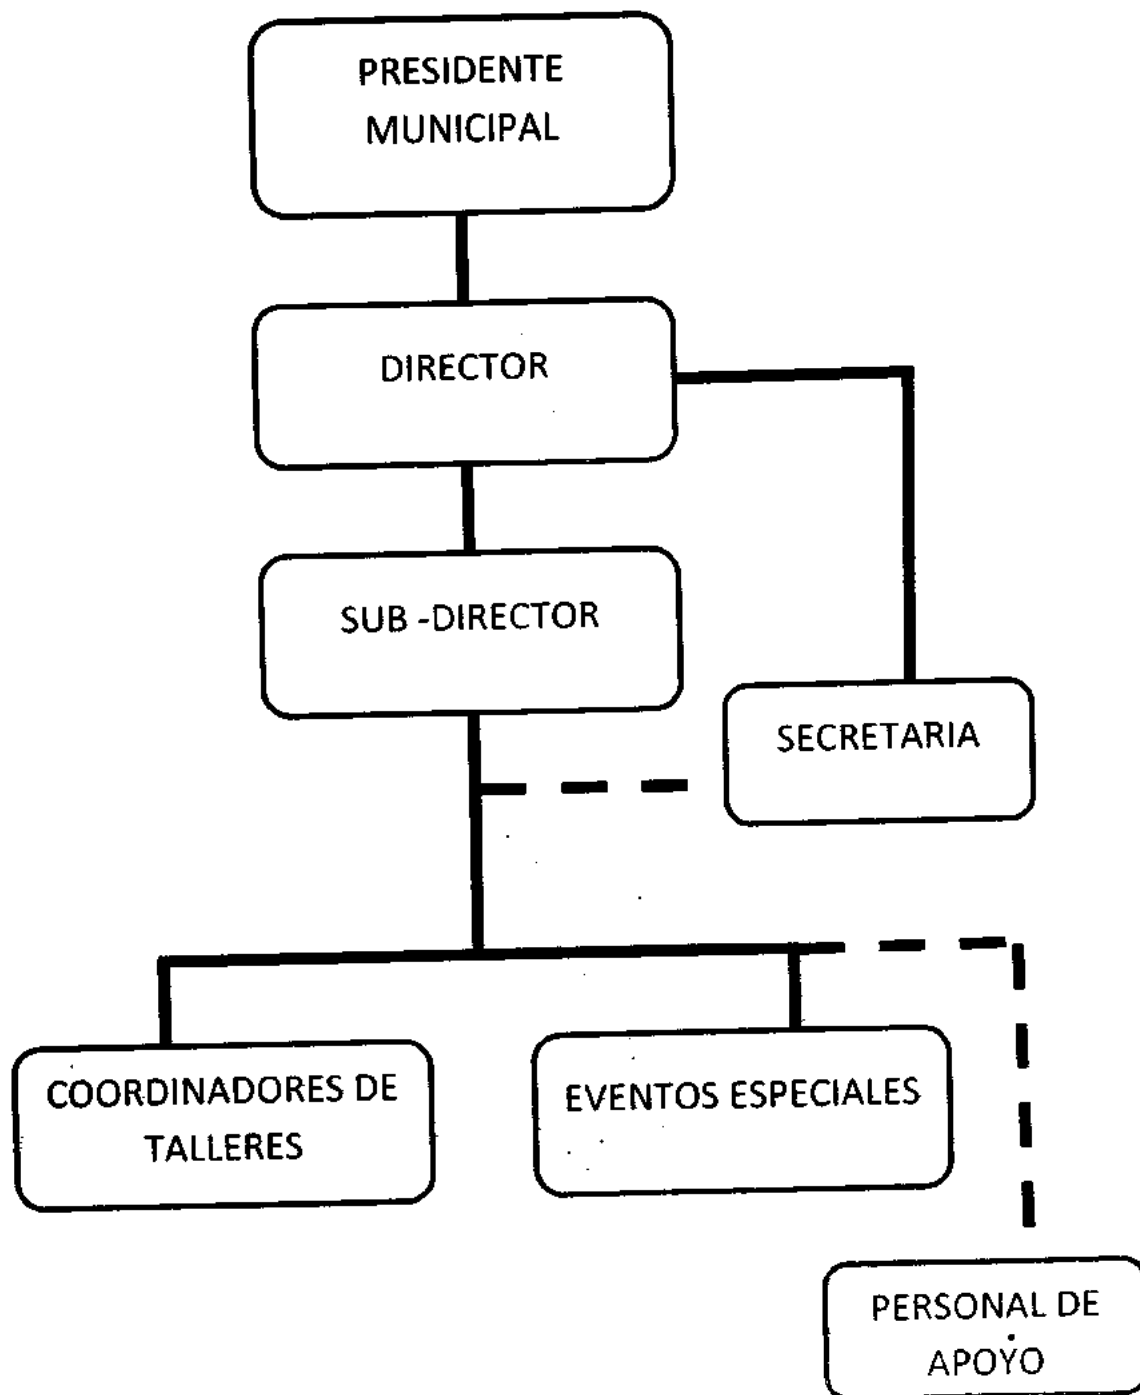 PRESIDENTE
MUNICIPAL
DIRECTOR
SUB -DIRECTOR
SECRETARIA
COORDINADORES DE
TALLERES
EVENTOS ESPECIALES
PERSONAL DE
APOYO